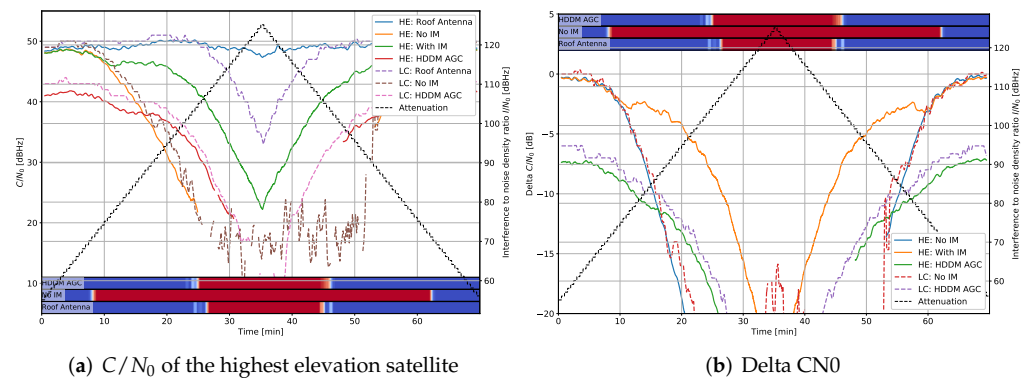 50
40
30
20
10
C/N₀ [dBHz]
HE: Roof Antenna
HE: No IM
HE: With IM
HE: HDDM AGC
LC: Roof Antenna
LC: No IM
LC: HDDM AGC
Attenuation
120
110
100
90
80
70
60
Interference to noise density ratio I/N₀ [dBHz]
HDDM AGC
No IM
Roof Antenna
0 10 20 30 40 50 60
Time [min]
(a) C/N₀ of the highest elevation satellite
HDDM AGC
No IM
Roof Antenna
5
0
−5
−10
−15
−20
Delta C/N₀ [dB]
HE: No IM
HE: With IM
HE: HDDM AGC
LC: No IM
LC: HDDM AGC
Attenuation
120
110
100
90
80
70
60
Interference to noise density ratio I/N₀ [dBHz]
0 10 20 30 40 50 60
Time [min]
(b) Delta CN0